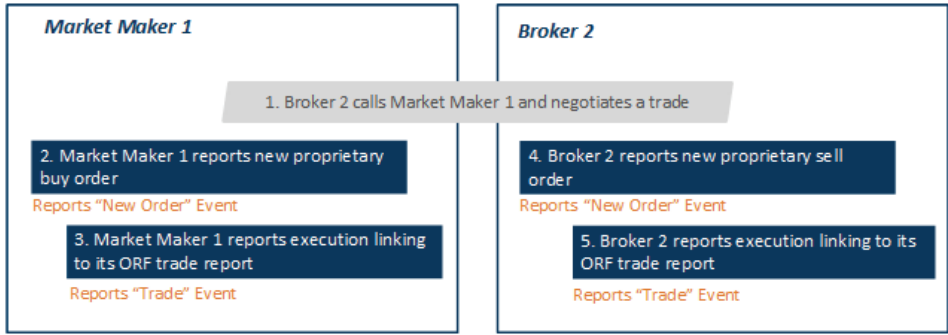 Market Maker 1
Broker 2
1. Broker 2 calls Market Maker 1 and negotiates a trade
2. Market Maker 1 reports new proprietary
buy order
Reports “New Order” Event
3. Market Maker 1 reports execution linking
to its ORF trade report
Reports “Trade” Event
4. Broker 2 reports new proprietary sell
order
Reports “New Order” Event
5. Broker 2 reports execution linking to its
ORF trade report
Reports “Trade” Event